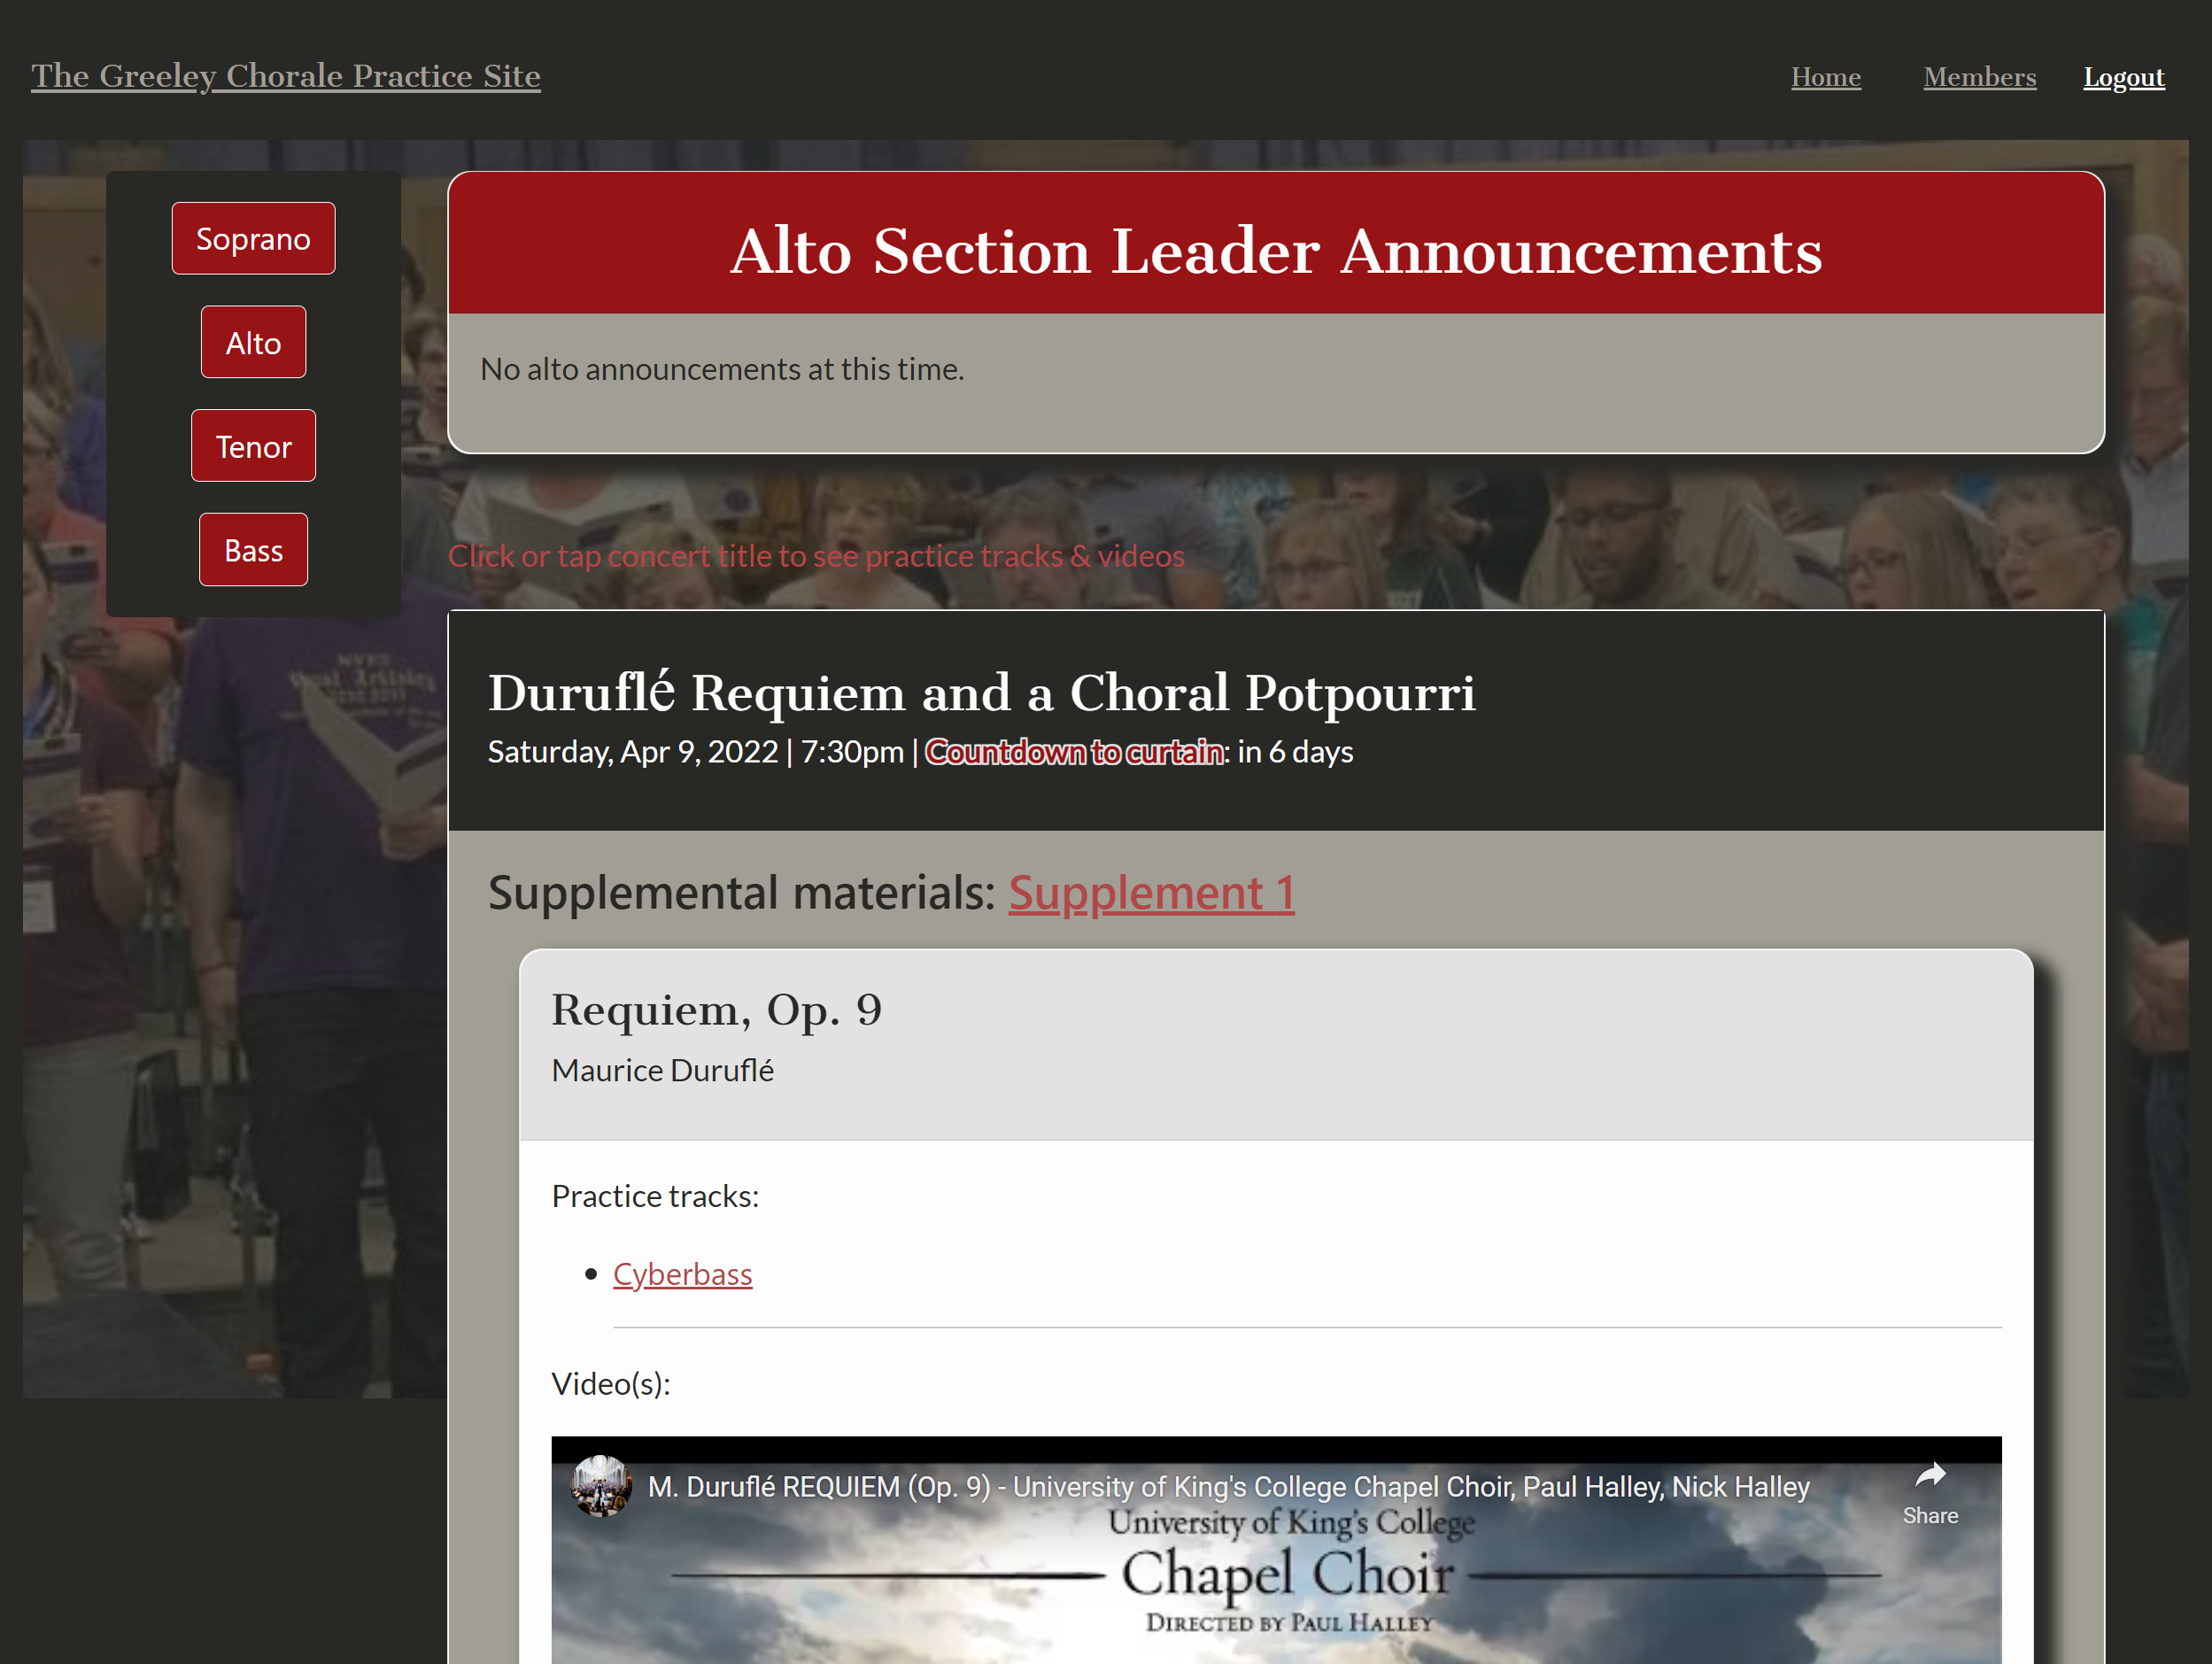 The Greeley Chorale Practice Site
Home Members Logout
Soprano
Alto
Tenor
Bass
Alto Section Leader Announcements
No alto announcements at this time.
Click or tap concert title to see practice tracks & videos
Duruflé Requiem and a Choral Potpourri
Saturday, Apr 9, 2022 | 7:30pm | Countdown to curtain: in 6 days
Supplemental materials: Supplement 1
Requiem, Op. 9
Maurice Duruflé
Practice tracks:
• Cyberbass
Video(s):
M. Duruflé REQUIEM (Op. 9) - University of King's College Chapel Choir, Paul Halley, Nick Halley
Share
University of King's College
Chapel Choir
DIRECTED BY PAUL HALLEY